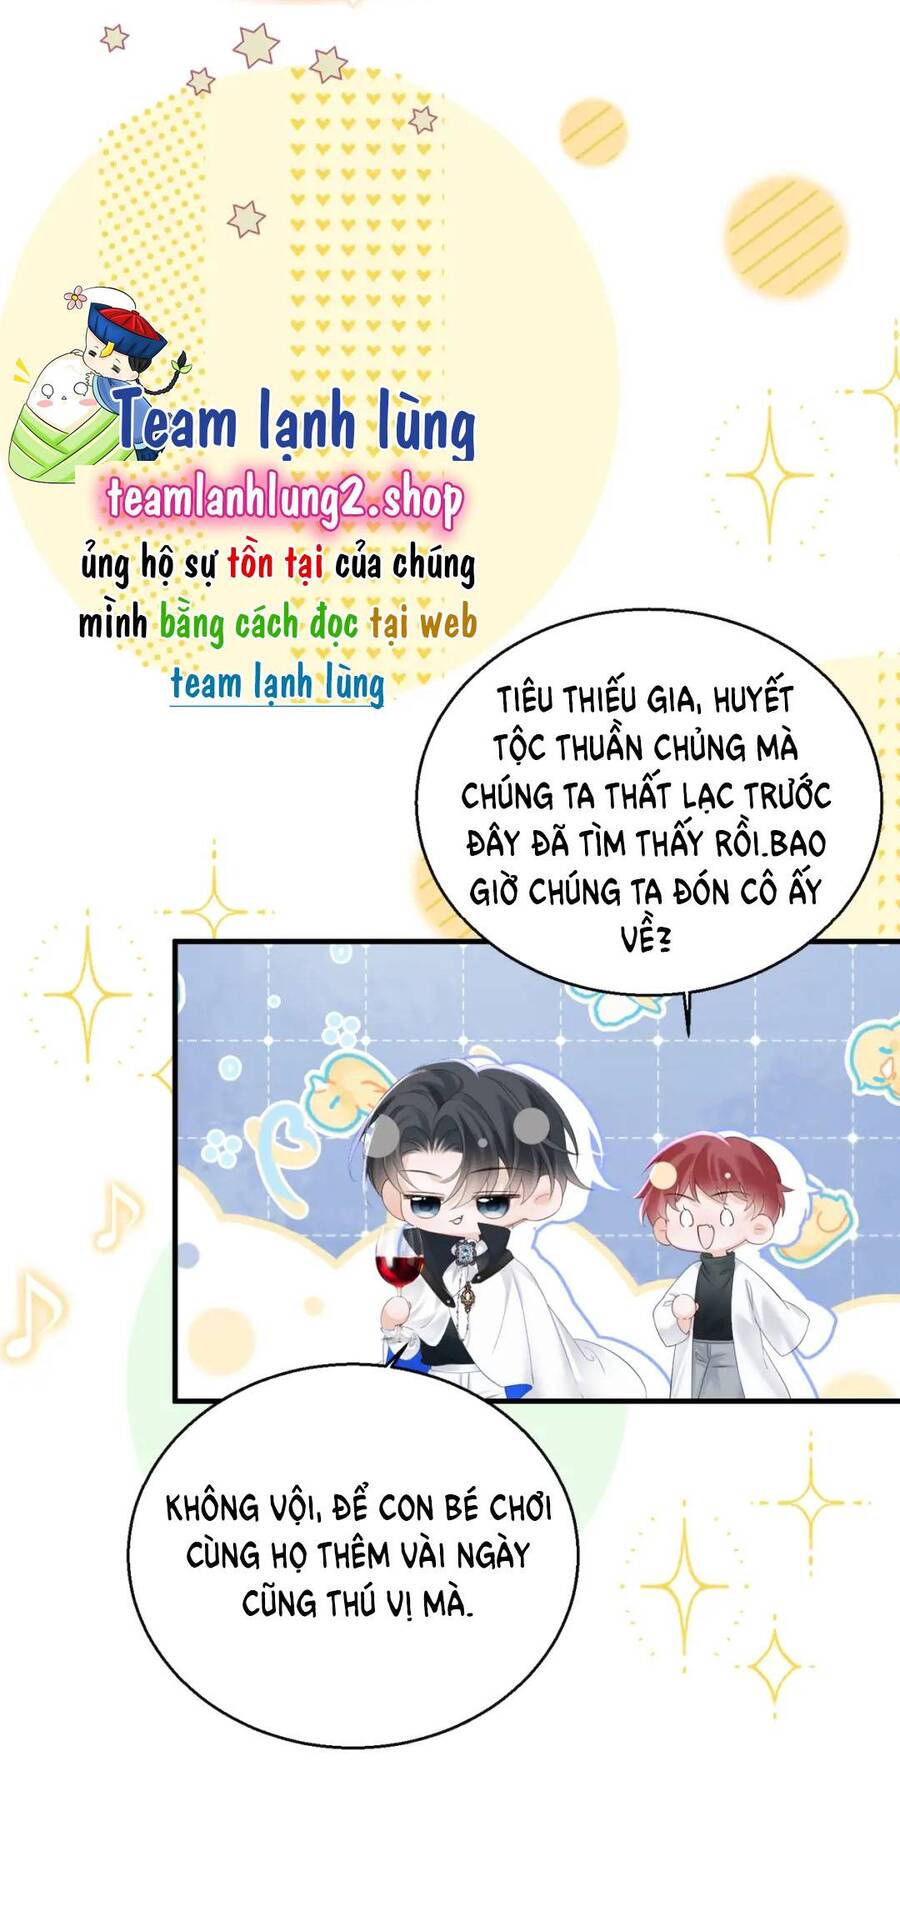 Team lạnh lùng
teamlanhlung2.shop
ủng hộ sự tồn tại của chúng
mình bằng cách đọc tại web
team lạnh lùng
TIÊU THIẾU GIA, HUYẾT
TỘC THUẦN CHỦNG MÀ
CHÚNG TA THẤT LẠC TRƯỚC
ĐÂY ĐÃ TÌM THẤY RỒI.BAO
GIỜ CHÚNG TA ĐÓN CÔ ẤY
VỀ?
KHÔNG VỘI, ĐỂ CON BÉ CHƠI
CÙNG HỌ THÊM VÀI NGÀY
CŨNG THÚ VỊ MÀ.